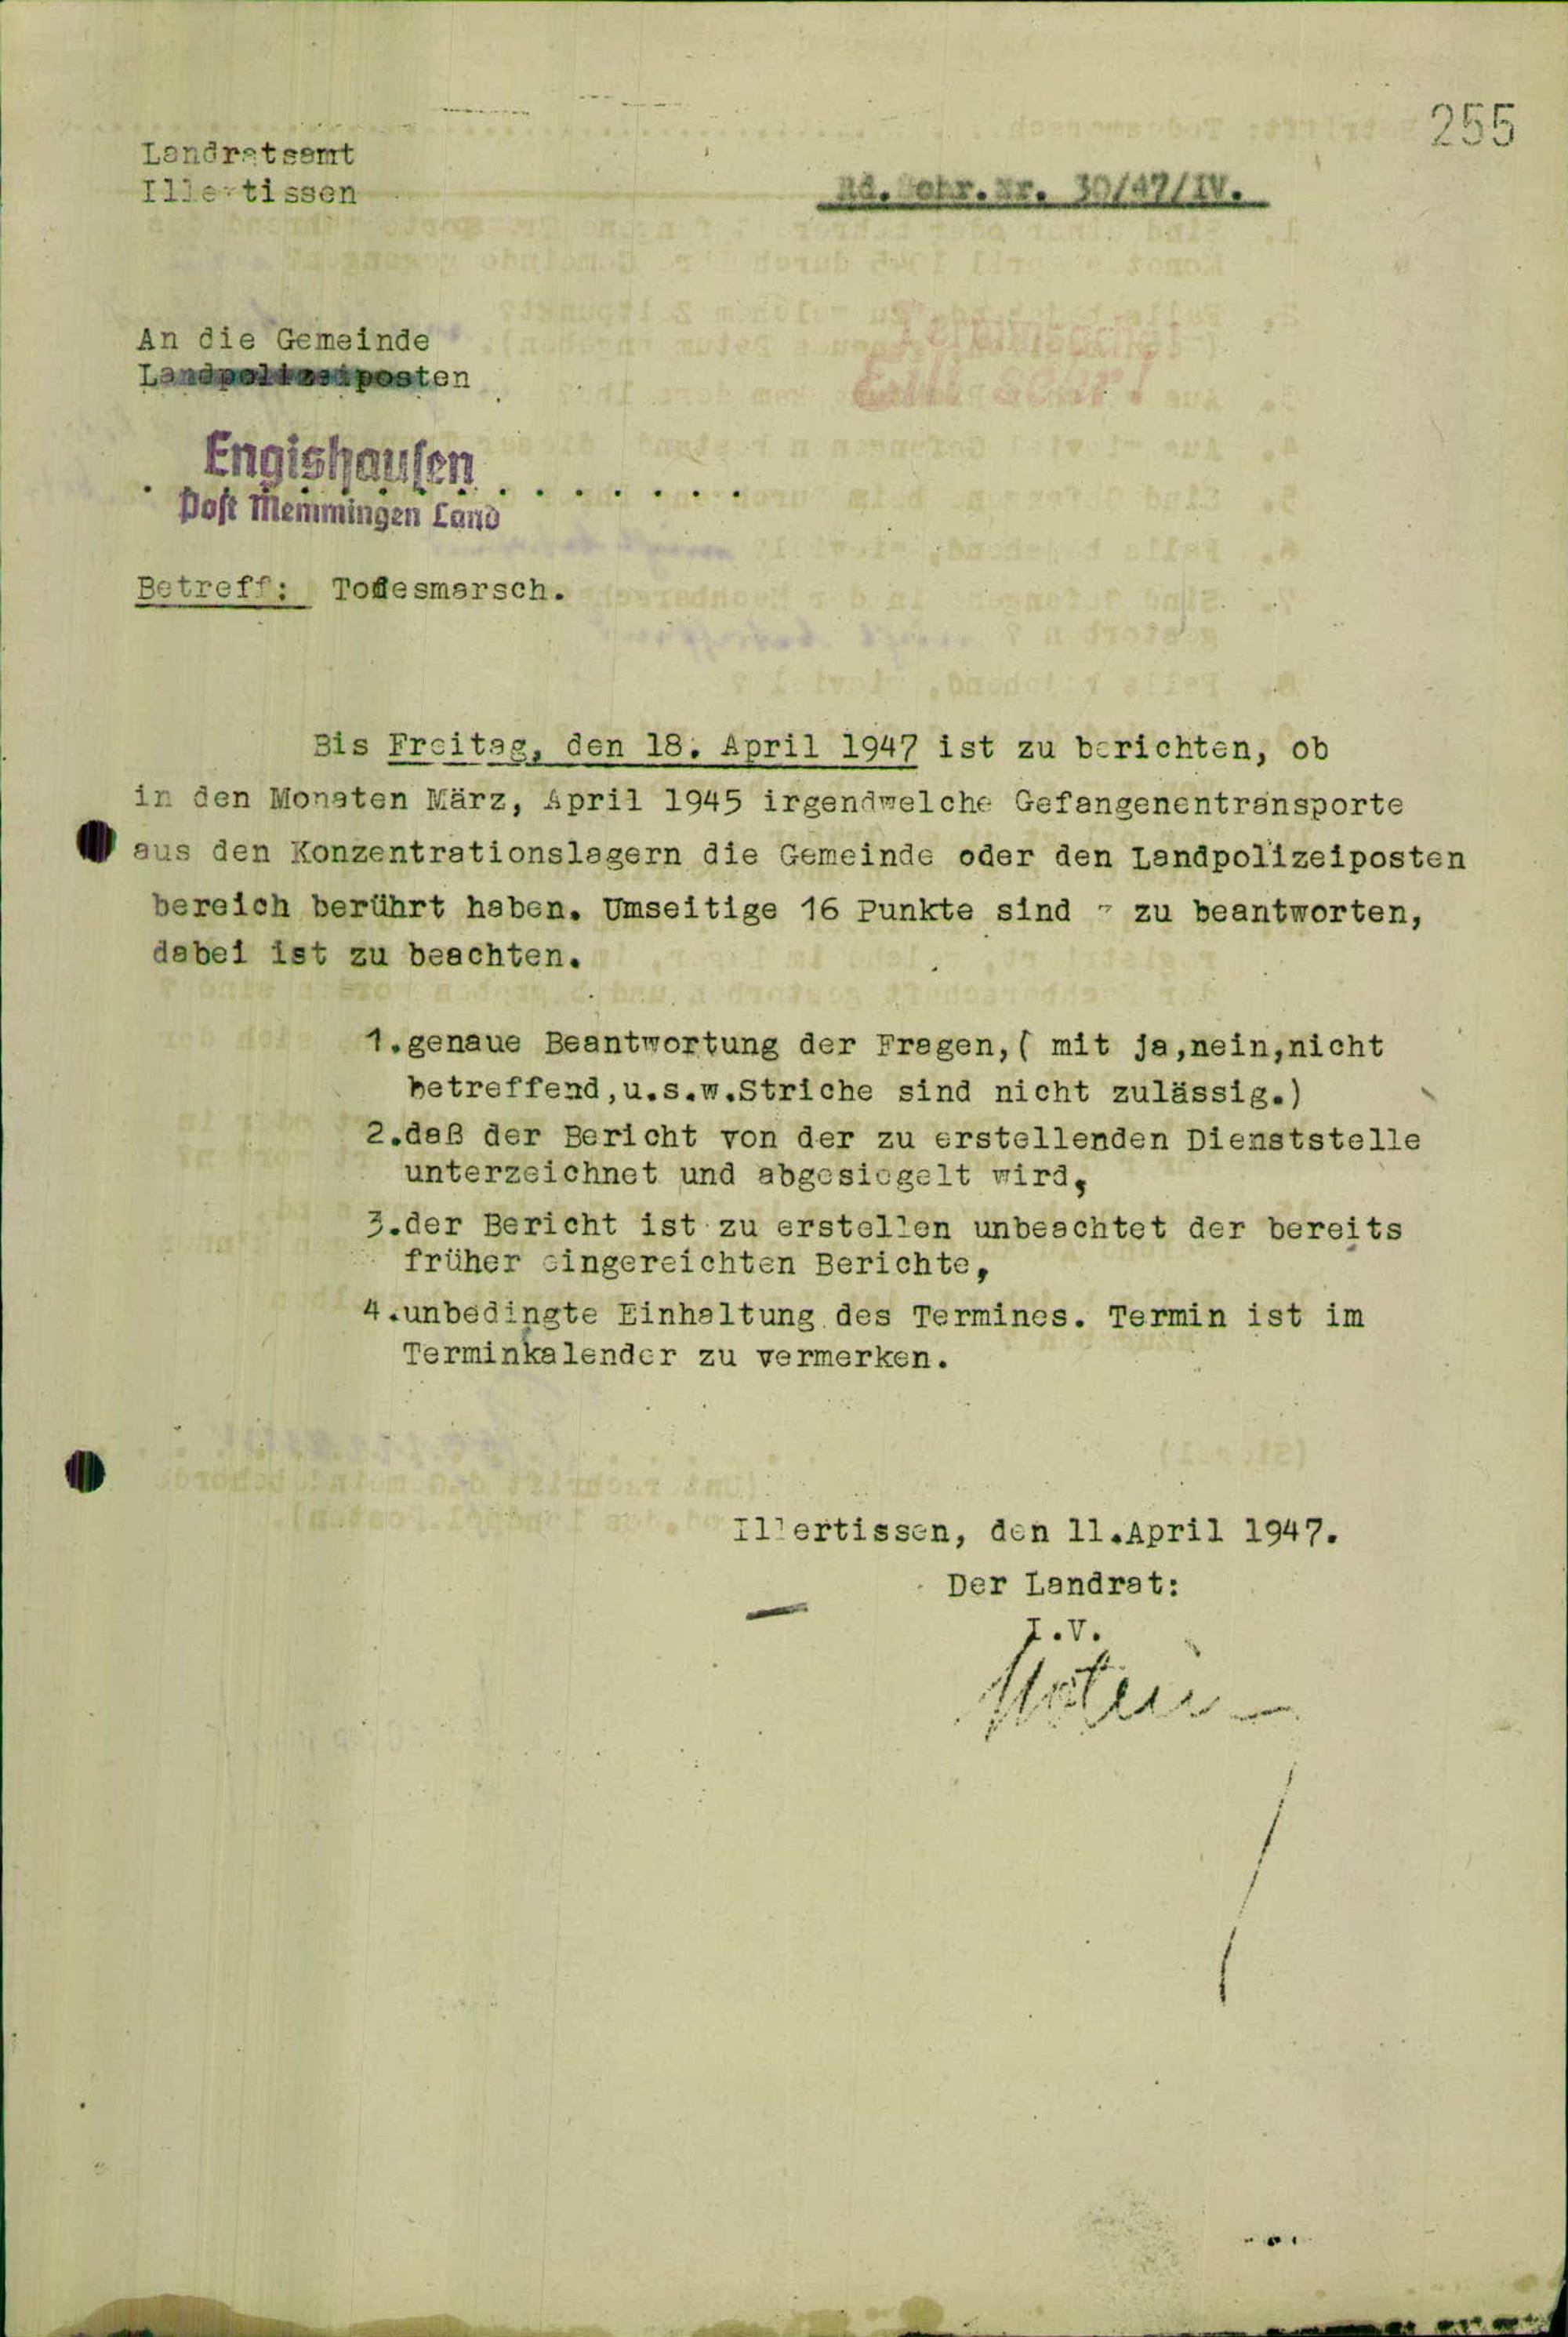 255
Landratsamt
Illertissen
Rd. Schr.Nr. 30/47/IV.
An die Gemeinde
Landpolizeiposten
Engishausen
Post Memmingen Land
Betreff: Todesmarsch.
Bis Freitag, den 18. April 1947 ist zu berichten, ob
in den Monaten März, April 1945 irgendwelche Gefangenentransporte
aus den Konzentrationslagern die Gemeinde oder den Landpolizeiposten
bereich berührt haben. Umseitige 16 Punkte sind - zu beantworten,
dabei ist zu beachten.
1.genaue Beantwortung der Fragen,( mit ja,nein,nicht
betreffend,u.s.w.Striche sind nicht zulässig.)
2.daß der Bericht von der zu erstellenden Dienststelle
unterzeichnet und abgesiegelt wird,
3.der Bericht ist zu erstellen unbeachtet der bereits
früher eingereichten Berichte,
4.unbedingte Einhaltung des Termines. Termin ist im
Terminkalender zu vermerken.
Illertissen, den 11.April 1947.
Der Landrat:
I.V.